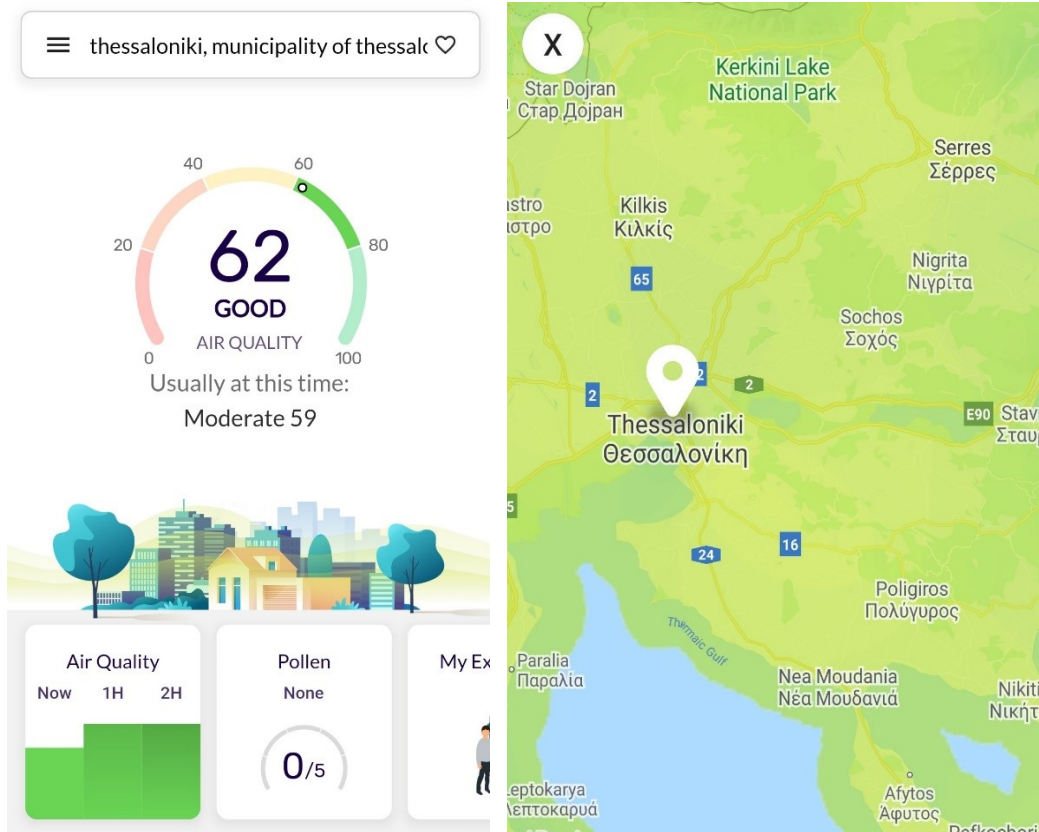 thessaloniki, municipality of thessalo
40
60
20
80
62
GOOD
AIR QUALITY
0
100
Usually at this time:
Moderate 59
Air Quality
Now 1H 2H
Pollen
None
0/5
My Ex
X
Kerkini Lake
National Park
Star Dojran
Стар Дојран
Serres
Σέρρες
Kilkis
Κιλκίς
Nigrita
Νιγρίτα
65
Sochos
Σοχός
2
2
2
E90
Thessaloniki
Θεσσαλονίκη
5
16
24
Poligiros
Πολύγυρος
Thermaic Gulf
Paralia
Παραλία
Nea Moudania
Νέα Μουδανιά
Nikiti
Leptokarya
Λεπτοκαρυά
Afytos
Άφυτος